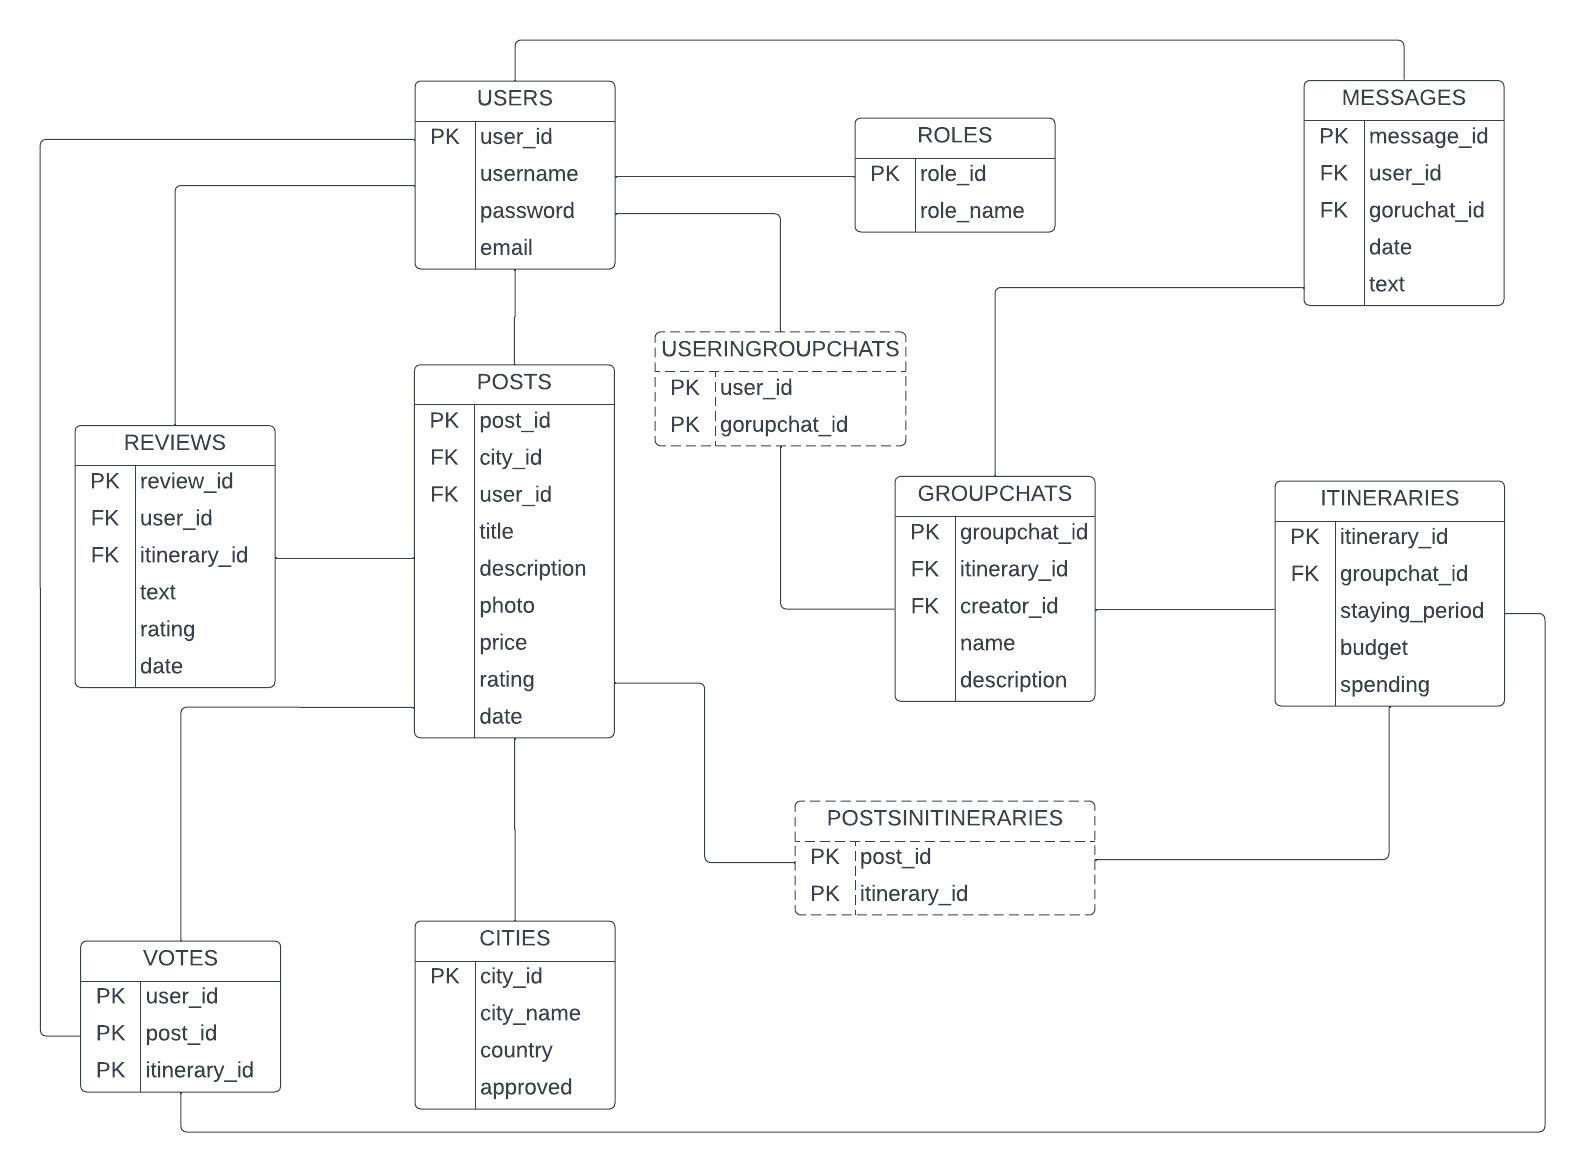 USERS
PK user_id
username
password
email
ROLES
PK role_id
role_name
MESSAGES
PK message_id
FK user_id
FK goruchat_id
date
text
USERINGROUPCHATS
PK user_id
PK gorupchat_id
POSTS
PK post_id
FK city_id
FK user_id
title
description
photo
price
rating
date
REVIEWS
PK review_id
FK user_id
FK itinerary_id
text
rating
date
GROUPCHATS
PK groupchat_id
FK itinerary_id
FK creator_id
name
description
ITINERARIES
PK itinerary_id
FK groupchat_id
staying_period
budget
spending
POSTSINITINERARIES
PK post_id
PK itinerary_id
VOTES
PK user_id
PK post_id
PK itinerary_id
CITIES
PK city_id
city_name
country
approved